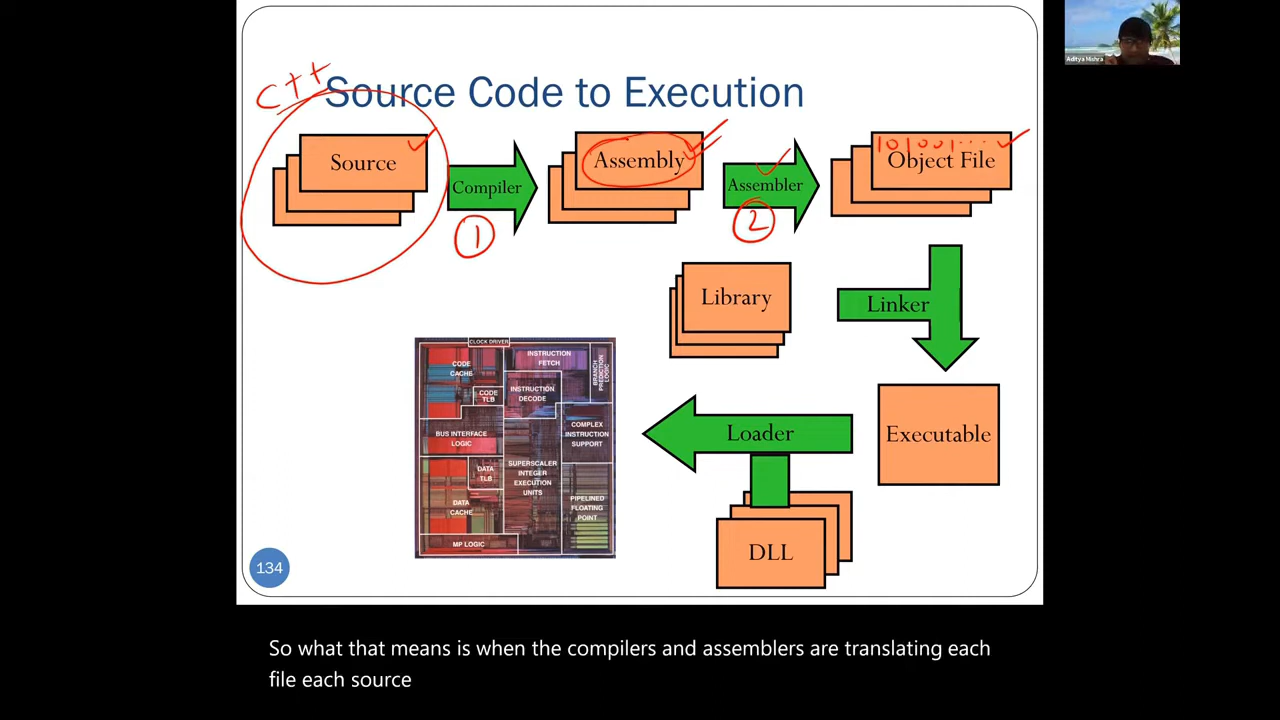 Aditya Mishra
C++
Source Code to Execution
Source
Compiler
1
Assembly
Assembler
2
101001...
Object File
Library
Linker
Executable
Loader
DLL
CLOCK DRIVER
CODE
CACHE
INSTRUCTION
FETCH
BRANCH
PREDICTION
LOGIC
CODE
TLB
INSTRUCTION
DECODE
BUS INTERFACE
LOGIC
COMPLEX
INSTRUCTION
SUPPORT
DATA
TLB
SUPERSCALER
INTEGER
EXECUTION
UNITS
DATA
CACHE
PIPELINED
FLOATING
POINT
MP LOGIC
134
So what that means is when the compilers and assemblers are translating each
file each source